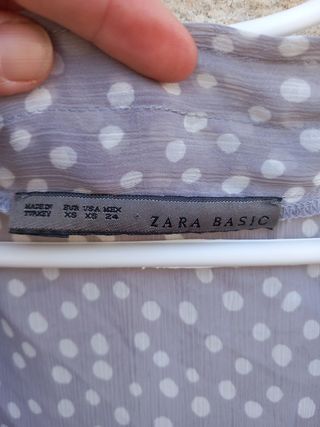 MADE IN EUR USA MEX
TURKEY XS XS 24
ZARA BASIC